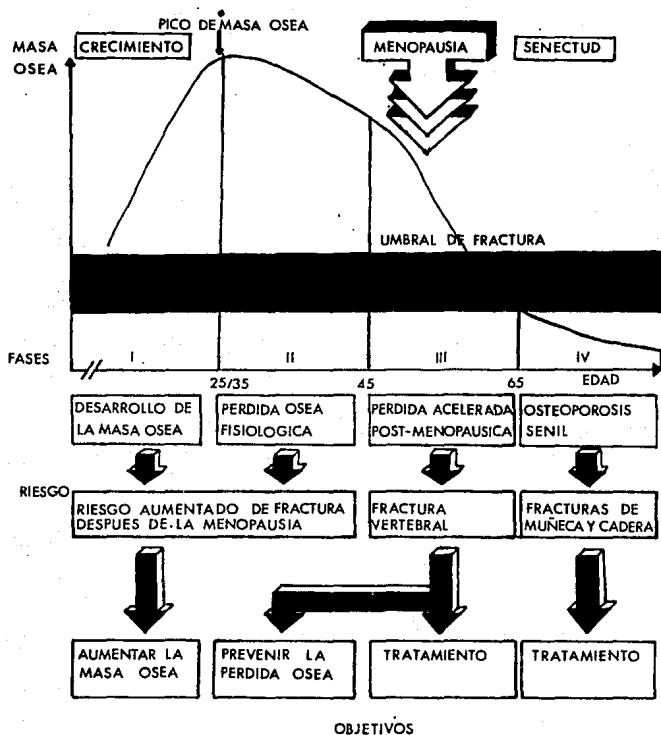 PICO DE MASA OSEA
MASA
OSEA
CRECIMIENTO
MENOPAUSIA
SENECTUD
UMBRAL DE FRACTURA
FASES
I
II
III
IV
25/35
45
65
EDAD
DESARROLLO DE
LA MASA OSEA
PERDIDA OSEA
FISIOLOGICA
PERDIDA ACELERADA
POST-MENOPAUSICA
OSTEOPOROSIS
SENIL
RIESGO
RIESGO AUMENTADO DE FRACTURA
DESPUES DE LA MENOPAUSIA
FRACTURA
VERTEBRAL
FRACTURAS DE
MUÑECA Y CADERA
AUMENTAR LA
MASA OSEA
PREVENIR LA
PERDIDA OSEA
TRATAMIENTO
TRATAMIENTO
OBJETIVOS